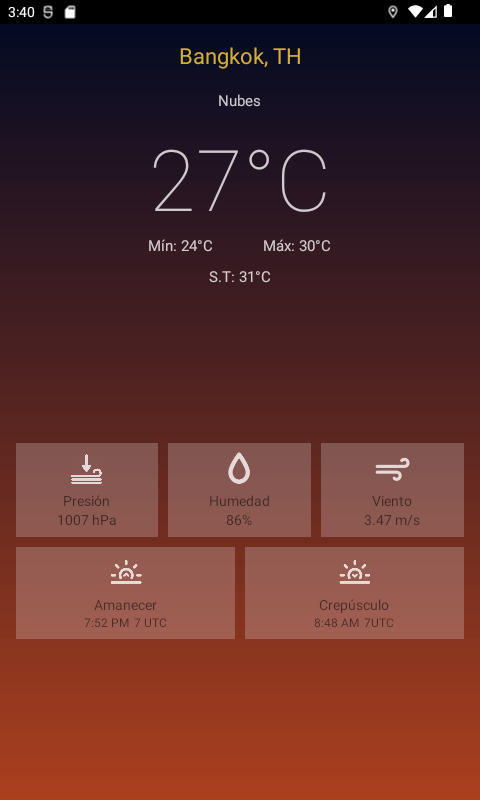 3:40
Bangkok, TH
Nubes
27°C
Mín: 24°C Máx: 30°C
S.T: 31°C
Presión Humedad Viento
1007 hPa 86% 3.47 m/s
Amanecer Crepúsculo
7:52 PM 7 UTC 8:48 AM 7UTC